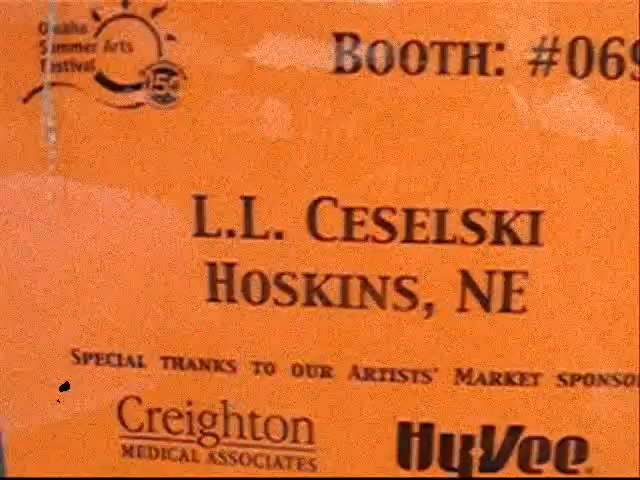 Omaha
Summer Arts
Festival
BOOTH: #069
L.L. CESELSKI
HOSKINS, NE
SPECIAL THANKS TO OUR ARTISTS' MARKET SPONSO
Creighton
MEDICAL ASSOCIATES
HyVee